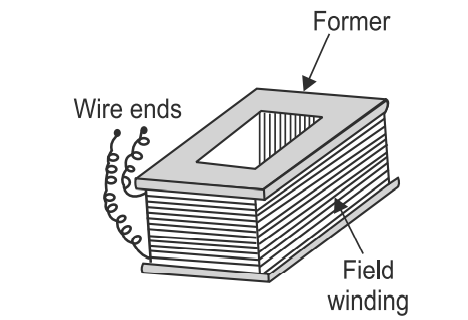 Former
Wire ends
Field
winding